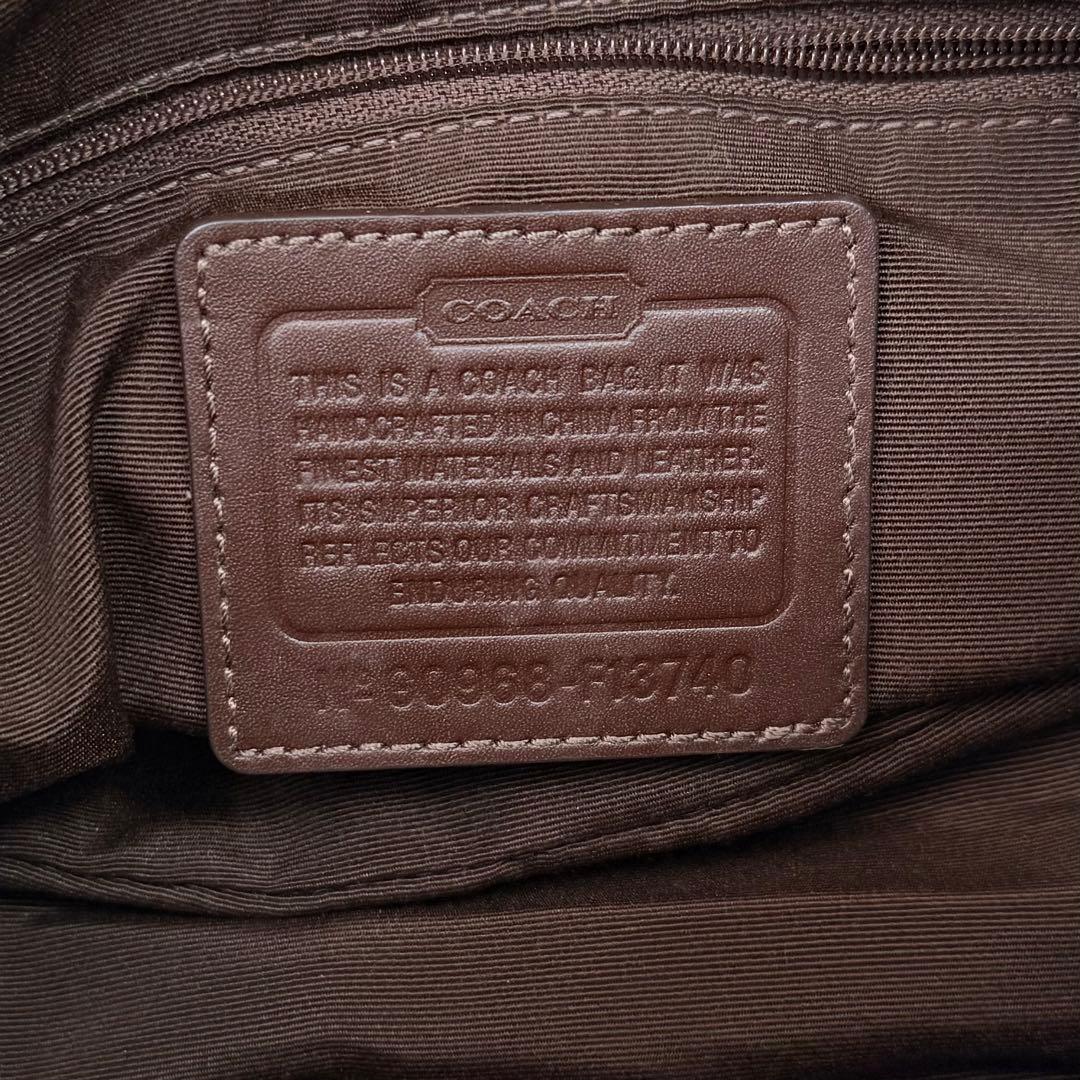 COACH
THIS IS A COACH BAG. IT WAS
HANDCRAFTED IN CHINA FROM THE
FINEST MATERIALS AND LEATHER.
ITS SUPERIOR CRAFTSMANSHIP
REFLECTS OUR COMMITMENT TO
ENDURING QUALITY.